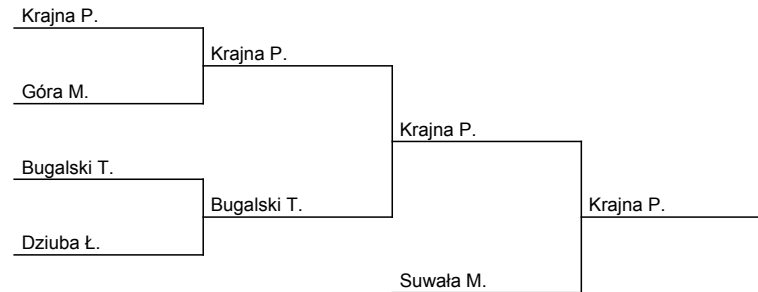 Krajna P.
Krajna P.
Góra M.
Krajna P.
Bugalski T.
Bugalski T.
Krajna P.
Dziuba Ł.
Suwała M.